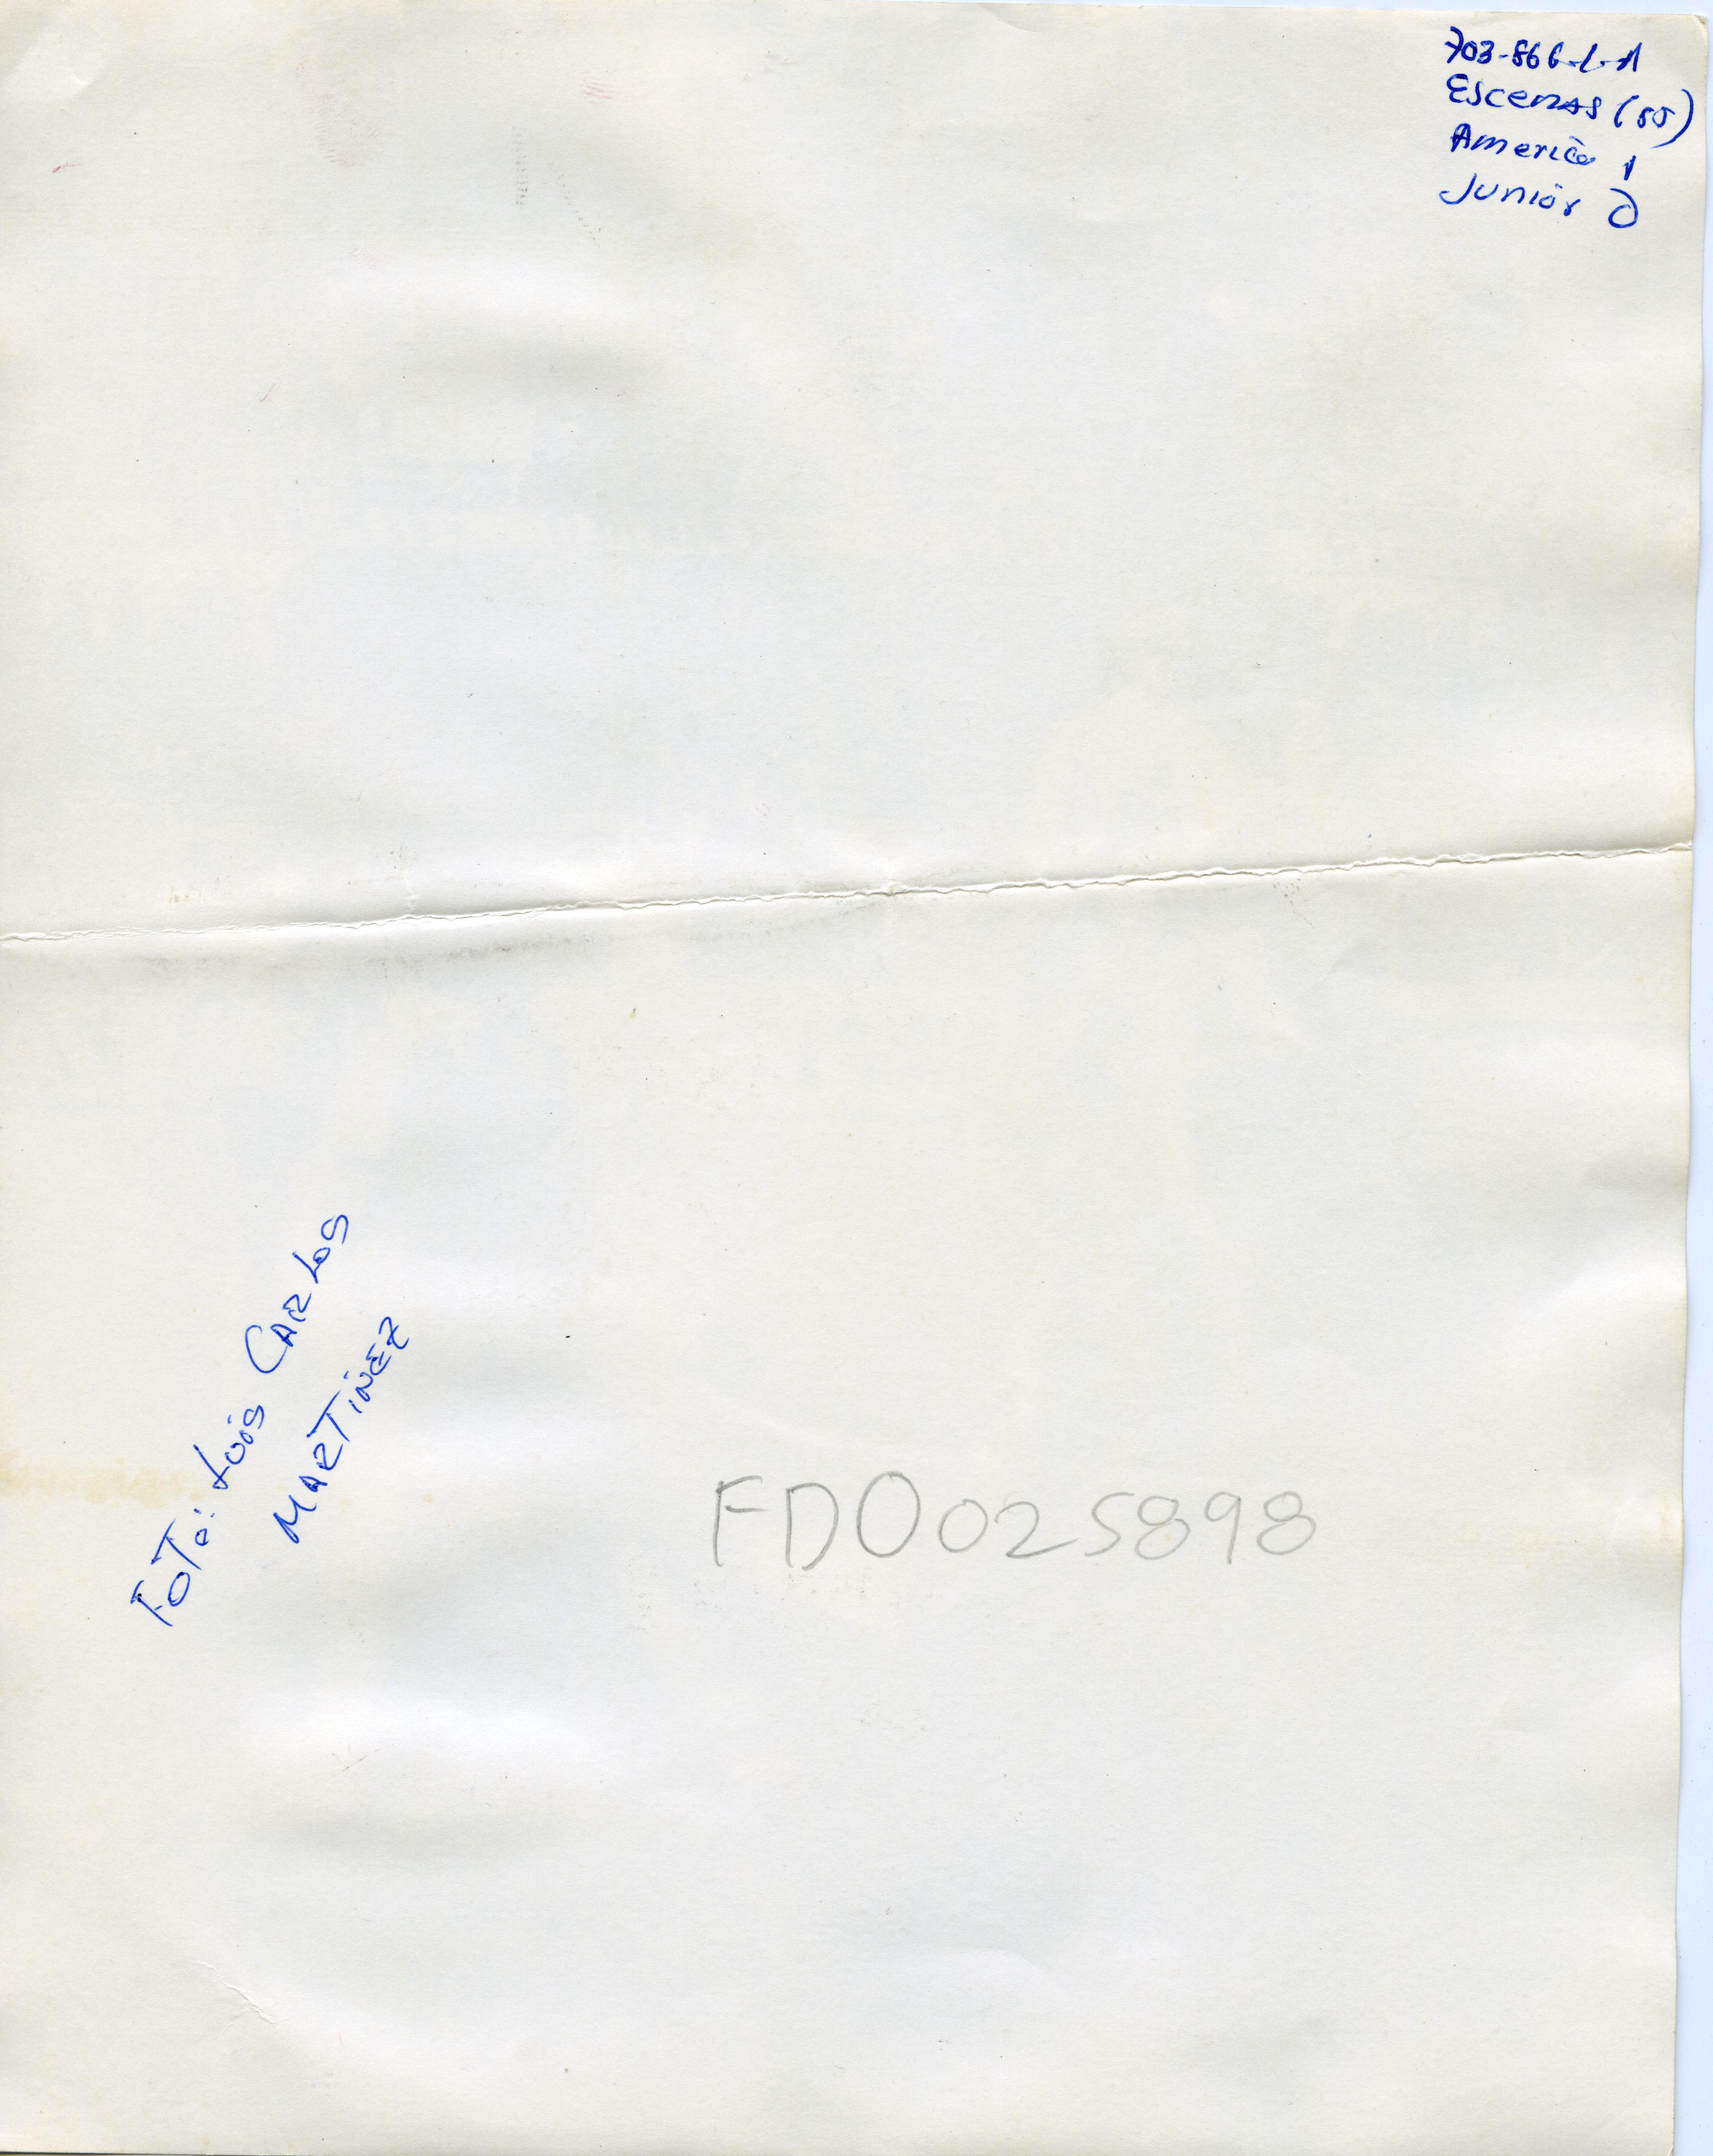 703-866-L-A
Escenas (55)
America 1
Junior 0
Foto: Luis Carlos
MARTiNEZ
FD0025898